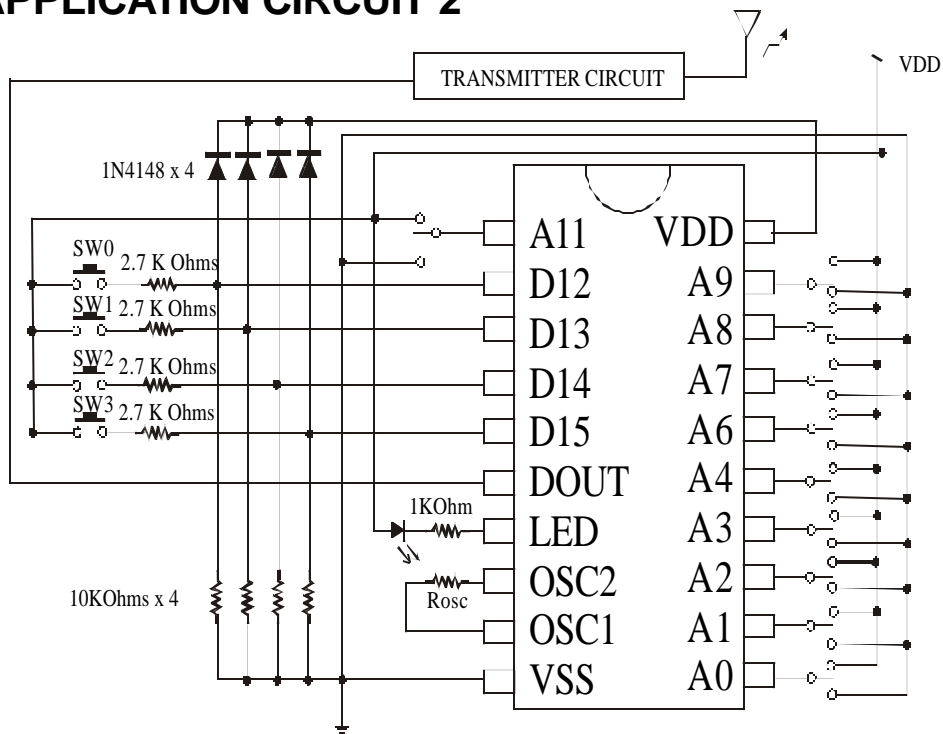 APPLICATION CIRCUIT 2
TRANSMITTER CIRCUIT
VDD
1N4148 x 4
SW0
2.7 K Ohms
SW1
2.7 K Ohms
SW2
2.7 K Ohms
SW3
2.7 K Ohms
10KOhms x 4
1KOhm
Rosc
A11
D12
D13
D14
D15
DOUT
LED
OSC2
OSC1
VSS
VDD
A9
A8
A7
A6
A4
A3
A2
A1
A0